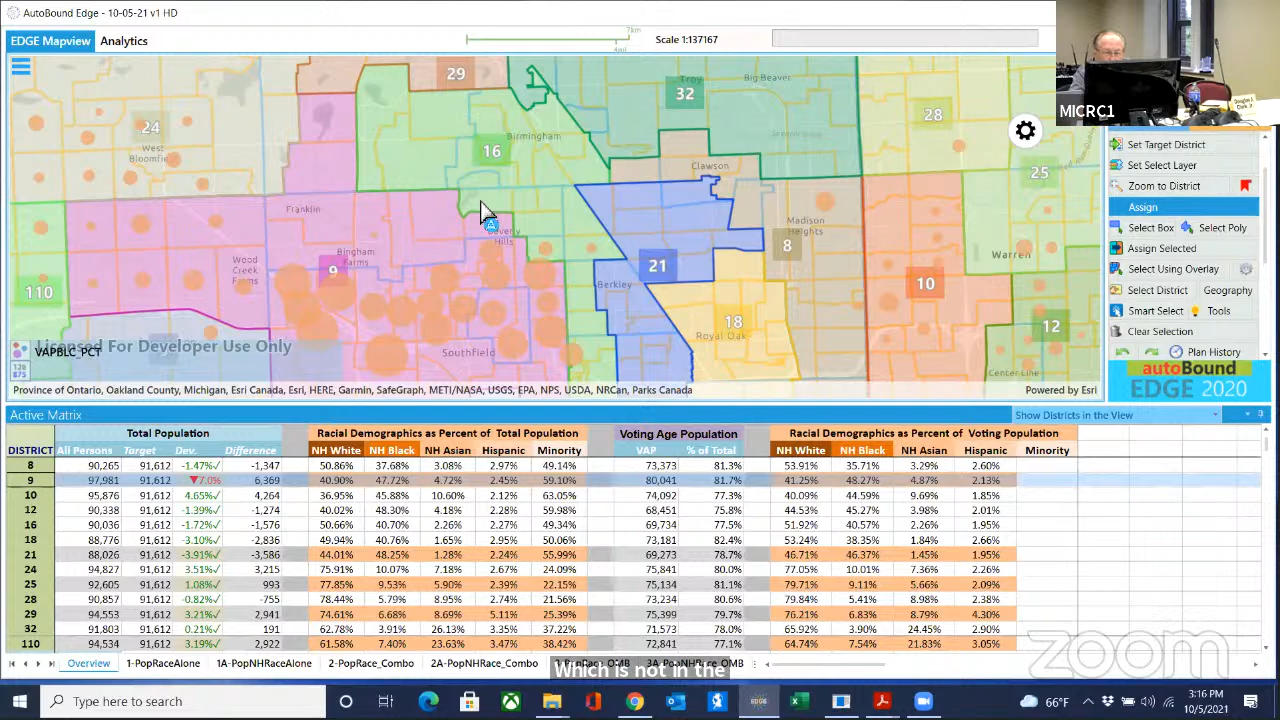 AutoBound Edge - 10-05-21 v1 HD
EDGE Mapview Analytics
7km
4mi
Scale 1:137167
MICRC1
29
32
Troy
Big Beaver
28
24
West Bloomfield
16
Birmingham
Clawson
25
Franklin
Beverly Hills
Madison Heights
8
Warren
Wood Creek Farms
Bingham Farms
9
21
Berkley
10
110
18
Royal Oak
12
Southfield
Center Line
VAPBLC_PCT
Licensed For Developer Use Only
Province of Ontario, Oakland County, Michigan, Esri Canada, Esri, HERE, Garmin, SafeGraph, METI/NASA, USGS, EPA, NPS, USDA, NRCan, Parks Canada
Powered by Esri
Set Target District
Set Select Layer
Zoom to District
Assign
Select Box Select Poly
Assign Selected
Select Using Overlay
Select District Geography
Smart Select Tools
Clear Selection
Plan History
autoBound
EDGE 2020
Active Matrix
Show Districts in the View
Total Population Racial Demographics as Percent of Total Population Voting Age Population Racial Demographics as Percent of Voting Population
DISTRICT All Persons Target Dev. Difference NH White NH Black NH Asian Hispanic Minority VAP % of Total NH White NH Black NH Asian Hispanic Minority
8 90,265 91,612 -1.47%✓ -1,347 50.86% 37.68% 3.08% 2.97% 49.14% 73,373 81.3% 53.91% 35.71% 3.29% 2.60%
9 97,981 91,612 ▼7.0% 6,369 40.90% 47.72% 4.72% 2.45% 59.10% 80,041 81.7% 41.25% 48.27% 4.87% 2.13%
10 95,876 91,612 4.65%✓ 4,264 36.95% 45.88% 10.60% 2.12% 63.05% 74,092 77.3% 40.09% 44.59% 9.69% 1.85%
12 90,338 91,612 -1.39%✓ -1,274 40.02% 48.30% 4.18% 2.28% 59.98% 68,451 75.8% 44.53% 45.27% 3.98% 2.01%
16 90,036 91,612 -1.72%✓ -1,576 50.66% 40.70% 2.26% 2.27% 49.34% 69,734 77.5% 51.92% 40.57% 2.26% 1.95%
18 88,776 91,612 -3.10%✓ -2,836 49.94% 40.76% 1.65% 2.95% 50.06% 73,181 82.4% 53.24% 38.35% 1.84% 2.66%
21 88,026 91,612 -3.91%✓ -3,586 44.01% 48.25% 1.28% 2.24% 55.99% 69,273 78.7% 46.71% 46.37% 1.45% 1.95%
24 94,827 91,612 3.51%✓ 3,215 75.91% 10.07% 7.18% 2.67% 24.09% 75,841 80.0% 77.05% 10.01% 7.36% 2.26%
25 92,605 91,612 1.08%✓ 993 77.85% 9.53% 5.90% 2.39% 22.15% 75,134 81.1% 79.71% 9.11% 5.66% 2.09%
28 90,857 91,612 -0.82%✓ -755 78.44% 5.79% 8.95% 2.74% 21.56% 73,234 80.6% 79.84% 5.41% 8.98% 2.38%
29 94,553 91,612 3.21%✓ 2,941 74.61% 6.68% 8.69% 5.11% 25.39% 75,399 79.7% 76.21% 6.83% 8.79% 4.30%
32 91,803 91,612 0.21%✓ 191 62.78% 3.91% 26.13% 3.35% 37.22% 71,573 78.0% 65.92% 3.90% 24.45% 2.90%
110 94,534 91,612 3.19%✓ 2,922 61.58% 7.40% 23.63% 3.47% 38.42% 72,841 77.1% 64.74% 7.54% 21.83% 3.05%
Overview 1-PopRaceAlone 1A-PopNHRaceAlone 2-PopRace_Combo 2A-PopNHRace_Combo
Which is not in the
zoom
Type here to search
66°F
3:16 PM
10/5/2021